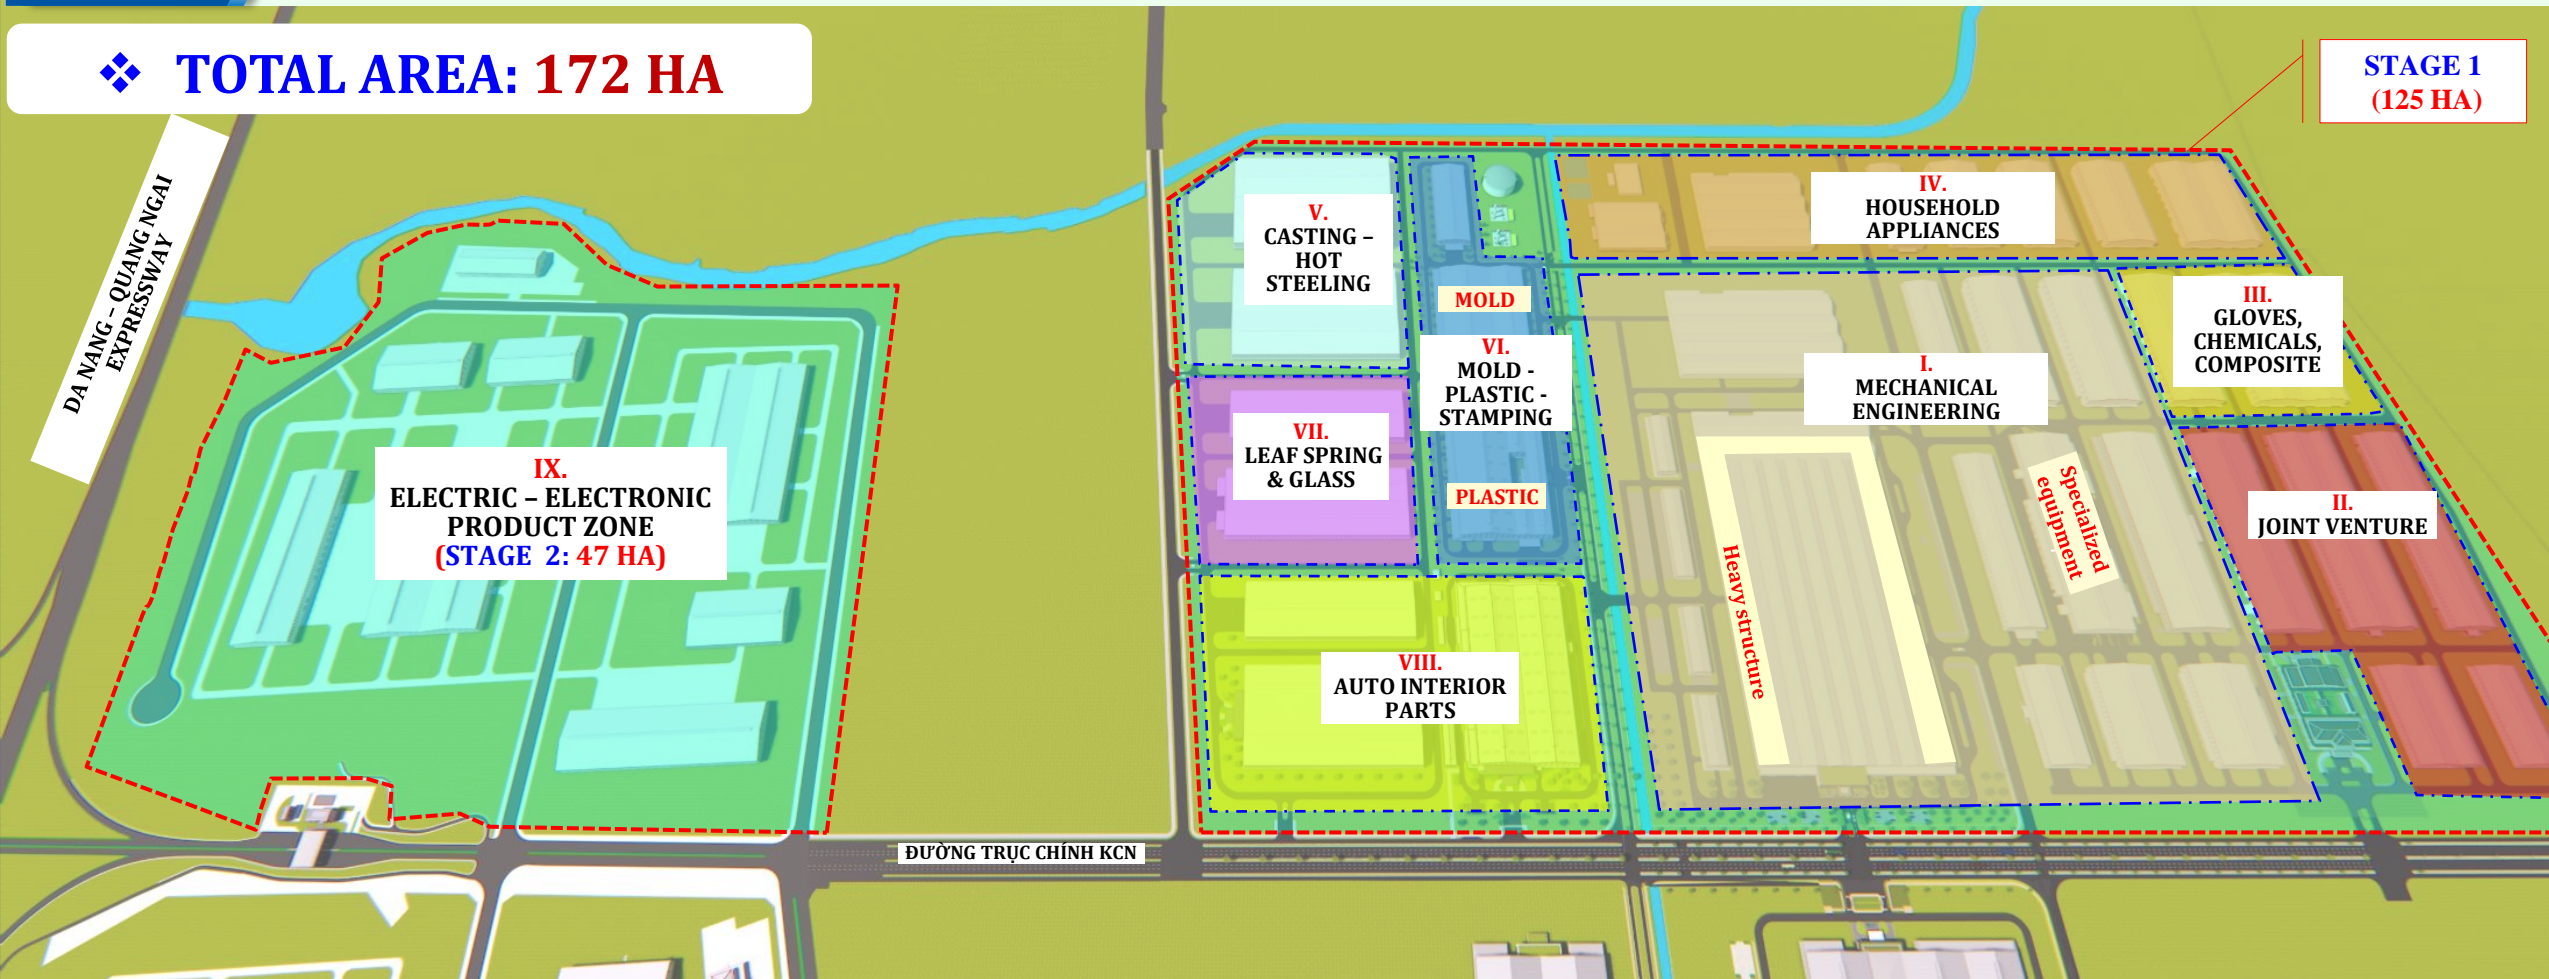 ❖ TOTAL AREA: 172 HA
STAGE 1
(125 HA)
DA NANG – QUANG NGAI
EXPRESSWAY
V.
CASTING –
HOT
STEELING
IV.
HOUSEHOLD
APPLIANCES
III.
GLOVES,
CHEMICALS,
COMPOSITE
MOLD
VI.
MOLD -
PLASTIC -
STAMPING
PLASTIC
I.
MECHANICAL
ENGINEERING
VII.
LEAF SPRING
& GLASS
IX.
ELECTRIC – ELECTRONIC
PRODUCT ZONE
(STAGE 2: 47 HA)
Heavy structure
Specialized
equipment
II.
JOINT VENTURE
VIII.
AUTO INTERIOR
PARTS
ĐƯỜNG TRỤC CHÍNH KCN